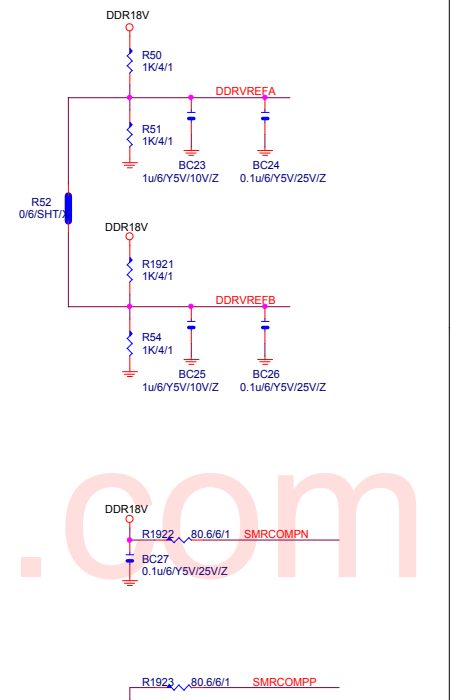 DDR18V
R50
1K/4/1
DDRVREFA
R51
1K/4/1
BC23
1u/6/Y5V/10V/Z
BC24
0.1u/6/Y5V/25V/Z
R52
0/6/SHT/X
DDR18V
R1921
1K/4/1
DDRVREFB
R54
1K/4/1
BC25
1u/6/Y5V/10V/Z
BC26
0.1u/6/Y5V/25V/Z
.com
DDR18V
R1922 80.6/6/1 SMRCOMPN
BC27
0.1u/6/Y5V/25V/Z
R1923 80.6/6/1 SMRCOMPP